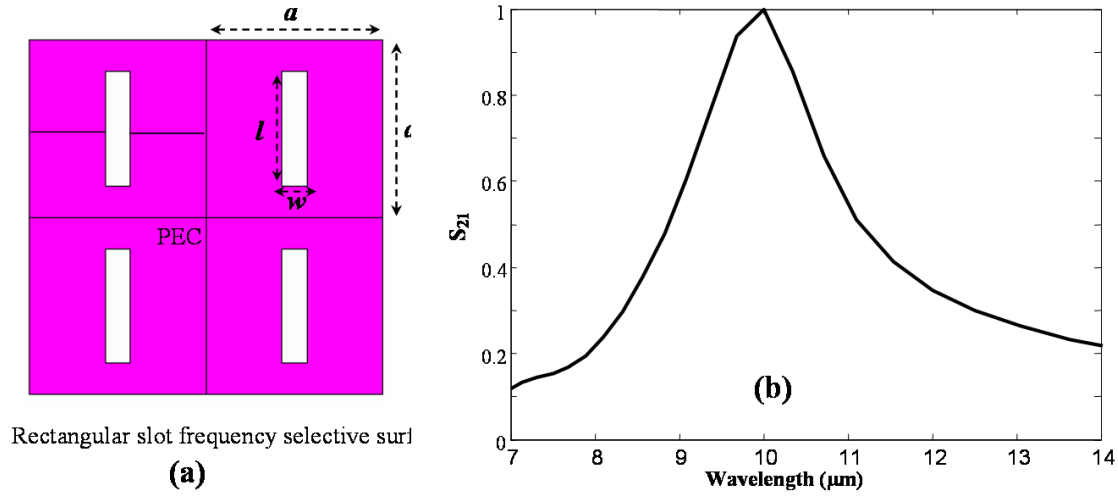 a
l
w
PEC
Rectangular slot frequency selective
(a)
1
0.8
0.6
0.4
0.2
0
S21
7 8 9 10 11 12 13 14
Wavelength (μm)
(b)